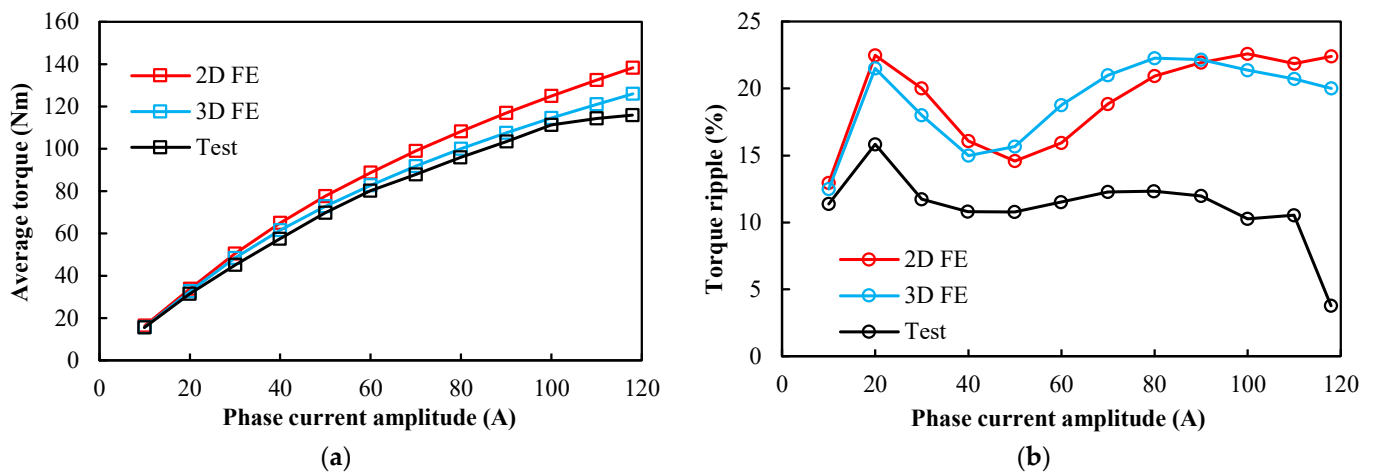 160
140
120
100
80
60
40
20
0
Average torque (Nm)
2D FE
3D FE
Test
0 20 40 60 80 100 120
Phase current amplitude (A)
(a)
25
20
15
10
5
0
Torque ripple (%)
2D FE
3D FE
Test
0 20 40 60 80 100 120
Phase current amplitude (A)
(b)